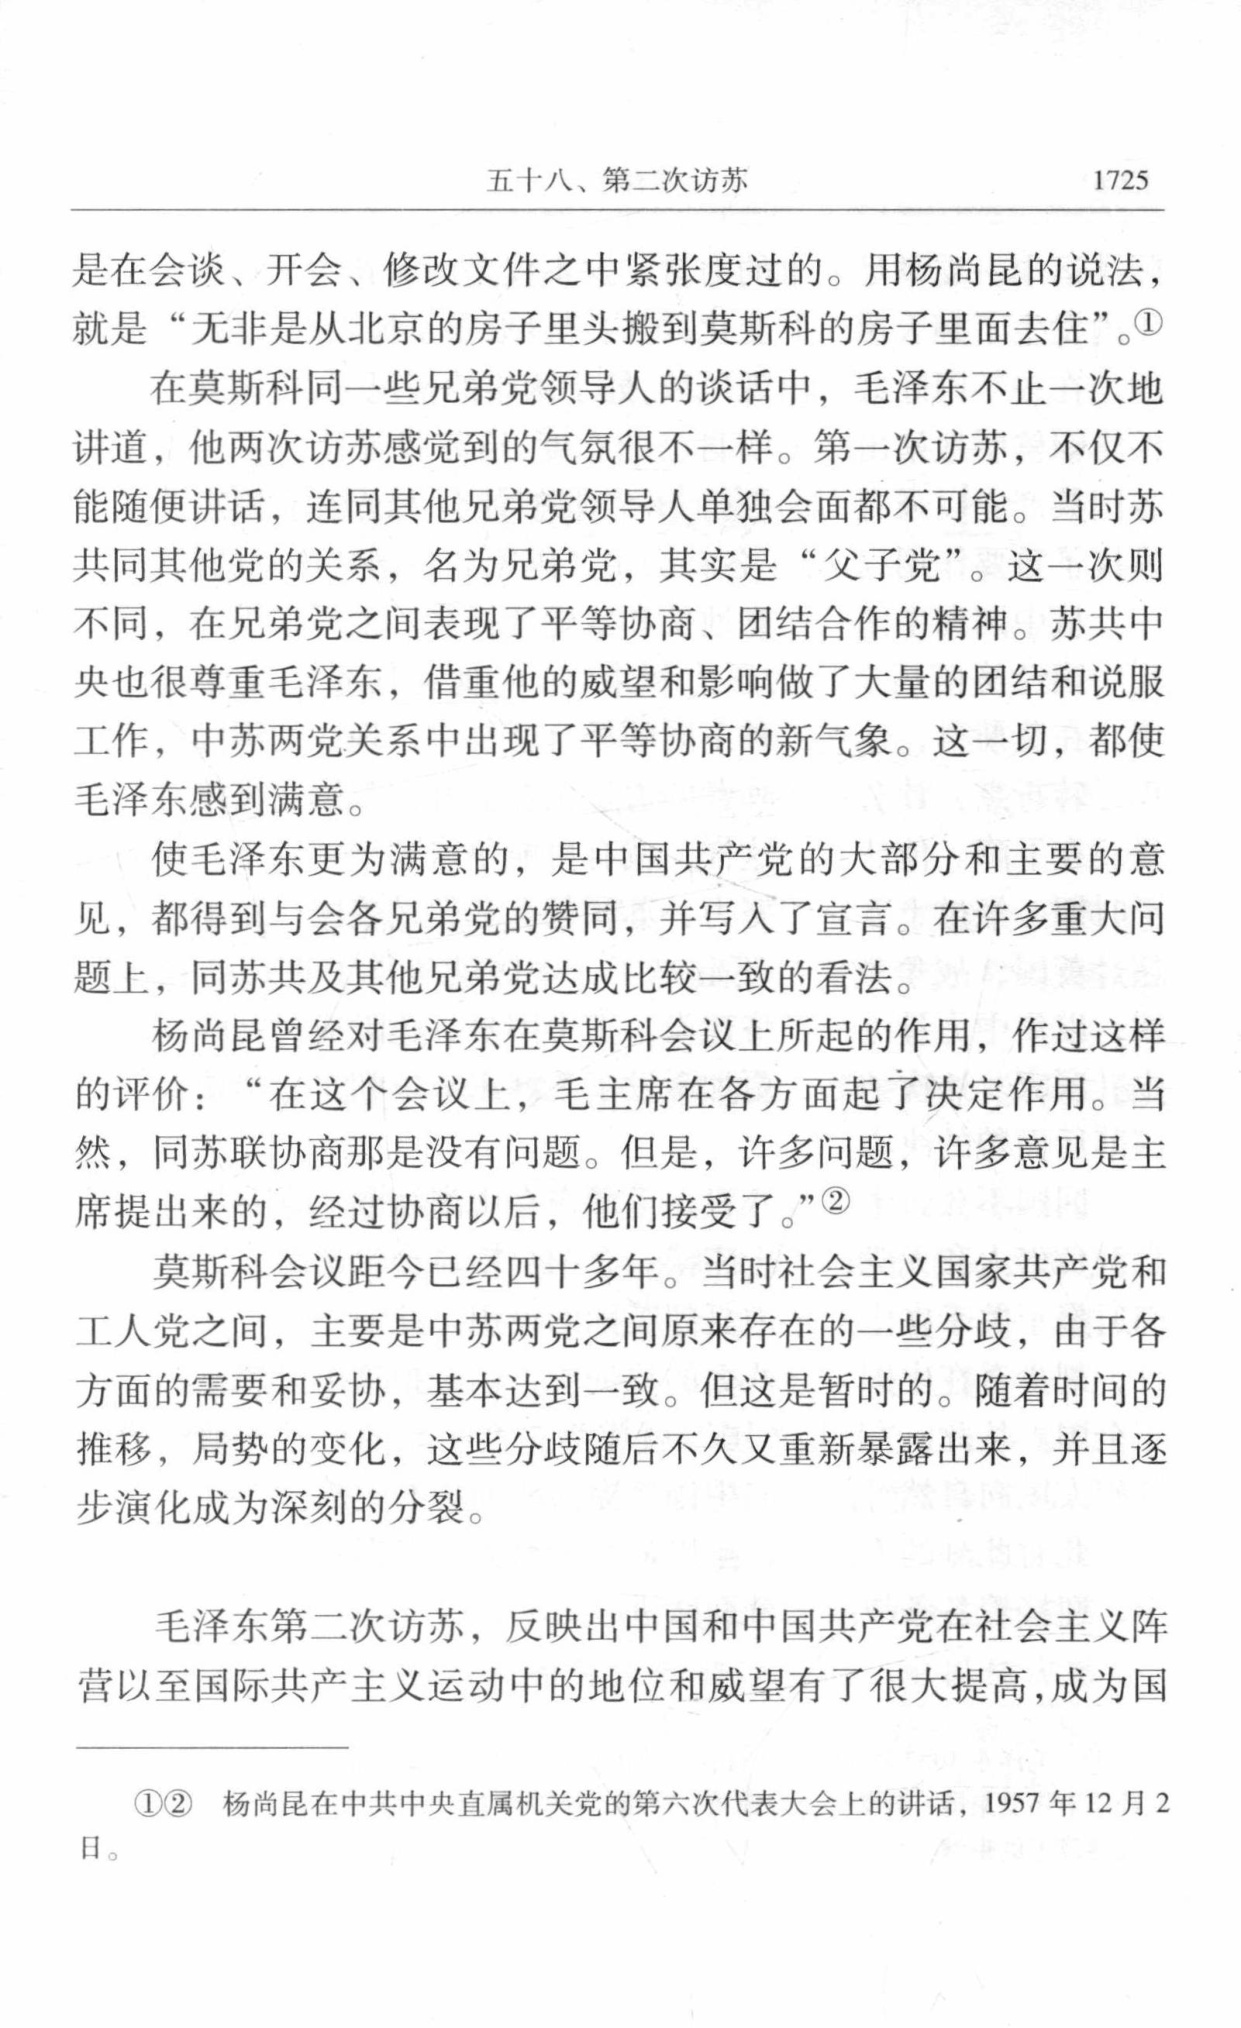 五十八、第二次访苏 1725
是在会谈、开会、修改文件之中紧张度过的。用杨尚昆的说法，
就是“无非是从北京的房子里头搬到莫斯科的房子里面去住”。①
在莫斯科同一些兄弟党领导人的谈话中，毛泽东不止一次地
讲道，他两次访苏感觉到的气氛很不一样。第一次访苏，不仅不
能随便讲话，连同其他兄弟党领导人单独会面都不可能。当时苏
共同其他党的关系，名为兄弟党，其实是“父子党”。这一次则
不同，在兄弟党之间表现了平等协商、团结合作的精神。苏共中
央也很尊重毛泽东，借重他的威望和影响做了大量的团结和说服
工作，中苏两党关系中出现了平等协商的新气象。这一切，都使
毛泽东感到满意。
使毛泽东更为满意的，是中国共产党的大部分和主要的意
见，都得到与会各兄弟党的赞同，并写入了宣言。在许多重大问
题上，同苏共及其他兄弟党达成比较一致的看法。
杨尚昆曾经对毛泽东在莫斯科会议上所起的作用，作过这样
的评价：“在这个会议上，毛主席在各方面起了决定作用。当
然，同苏联协商那是没有问题。但是，许多问题，许多意见是主
席提出来的，经过协商以后，他们接受了。”②
莫斯科会议距今已经四十多年。当时社会主义国家共产党和
工人党之间，主要是中苏两党之间原来存在的一些分歧，由于各
方面的需要和妥协，基本达到一致。但这是暂时的。随着时间的
推移，局势的变化，这些分歧随后不久又重新暴露出来，并且逐
步演化成为深刻的分裂。
毛泽东第二次访苏，反映出中国和中国共产党在社会主义阵
营以至国际共产主义运动中的地位和威望有了很大提高，成为国
①② 杨尚昆在中共中央直属机关党的第六次代表大会上的讲话，1957年12月2
日。